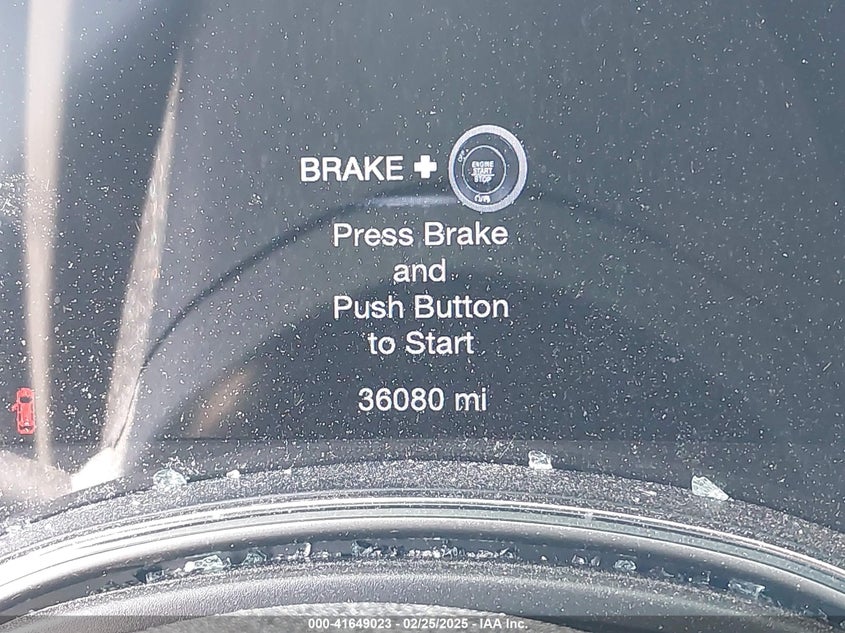 BRAKE +
ENGINE
START
STOP
Press Brake
and
Push Button
to Start
36080 mi
000-41649023 - 02/25/2025 - IAA Inc.